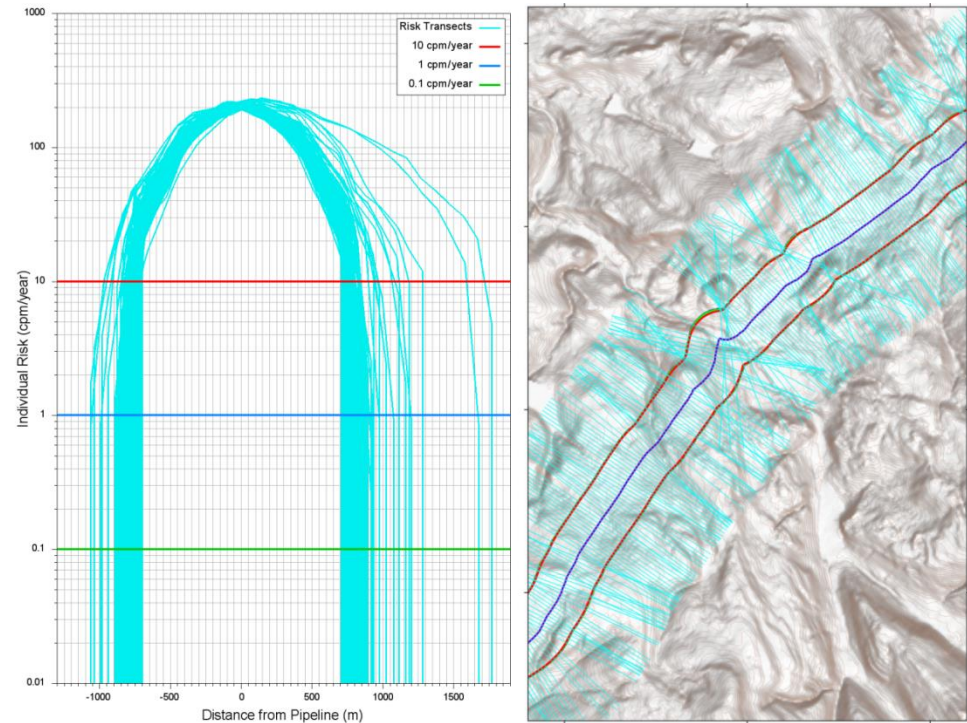 1000
100
10
1
0.1
0.01
Individual Risk (cpm/year)
Risk Transects
10 cpm/year
1 cpm/year
0.1 cpm/year
-1000 -500 0 500 1000 1500
Distance from Pipeline (m)